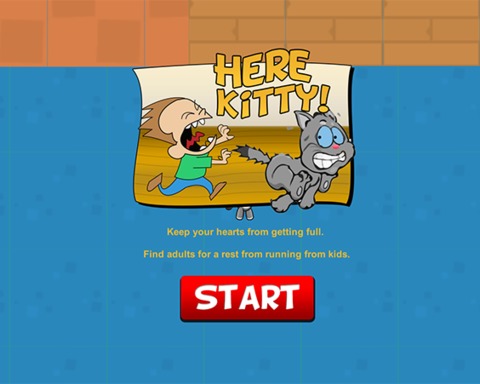 HERE
KITTY!
Keep your hearts from getting full.
Find adults for a rest from running from kids.
START